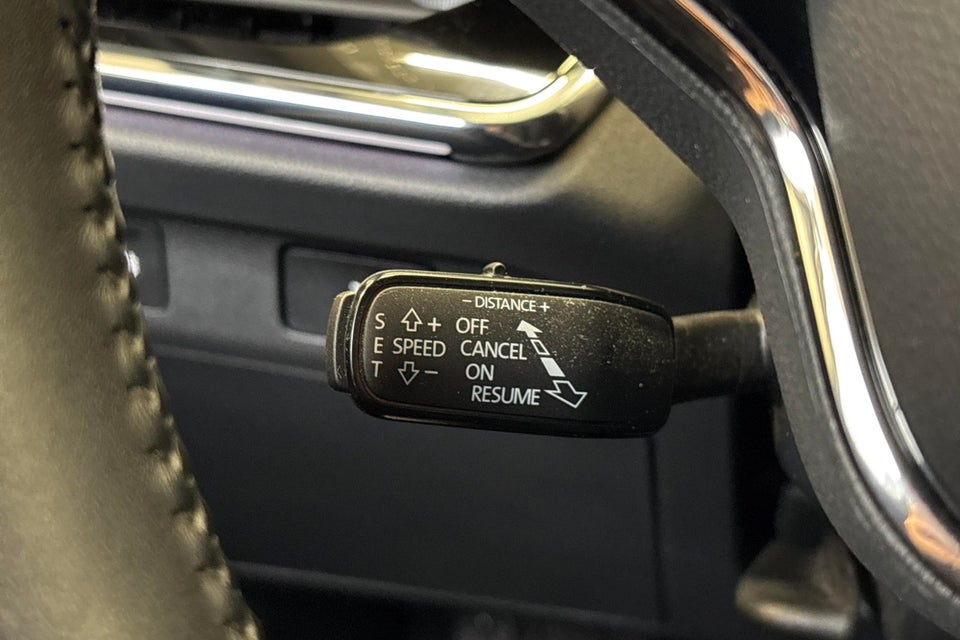 - DISTANCE +
S + OFF
E SPEED CANCEL
T - ON
RESUME